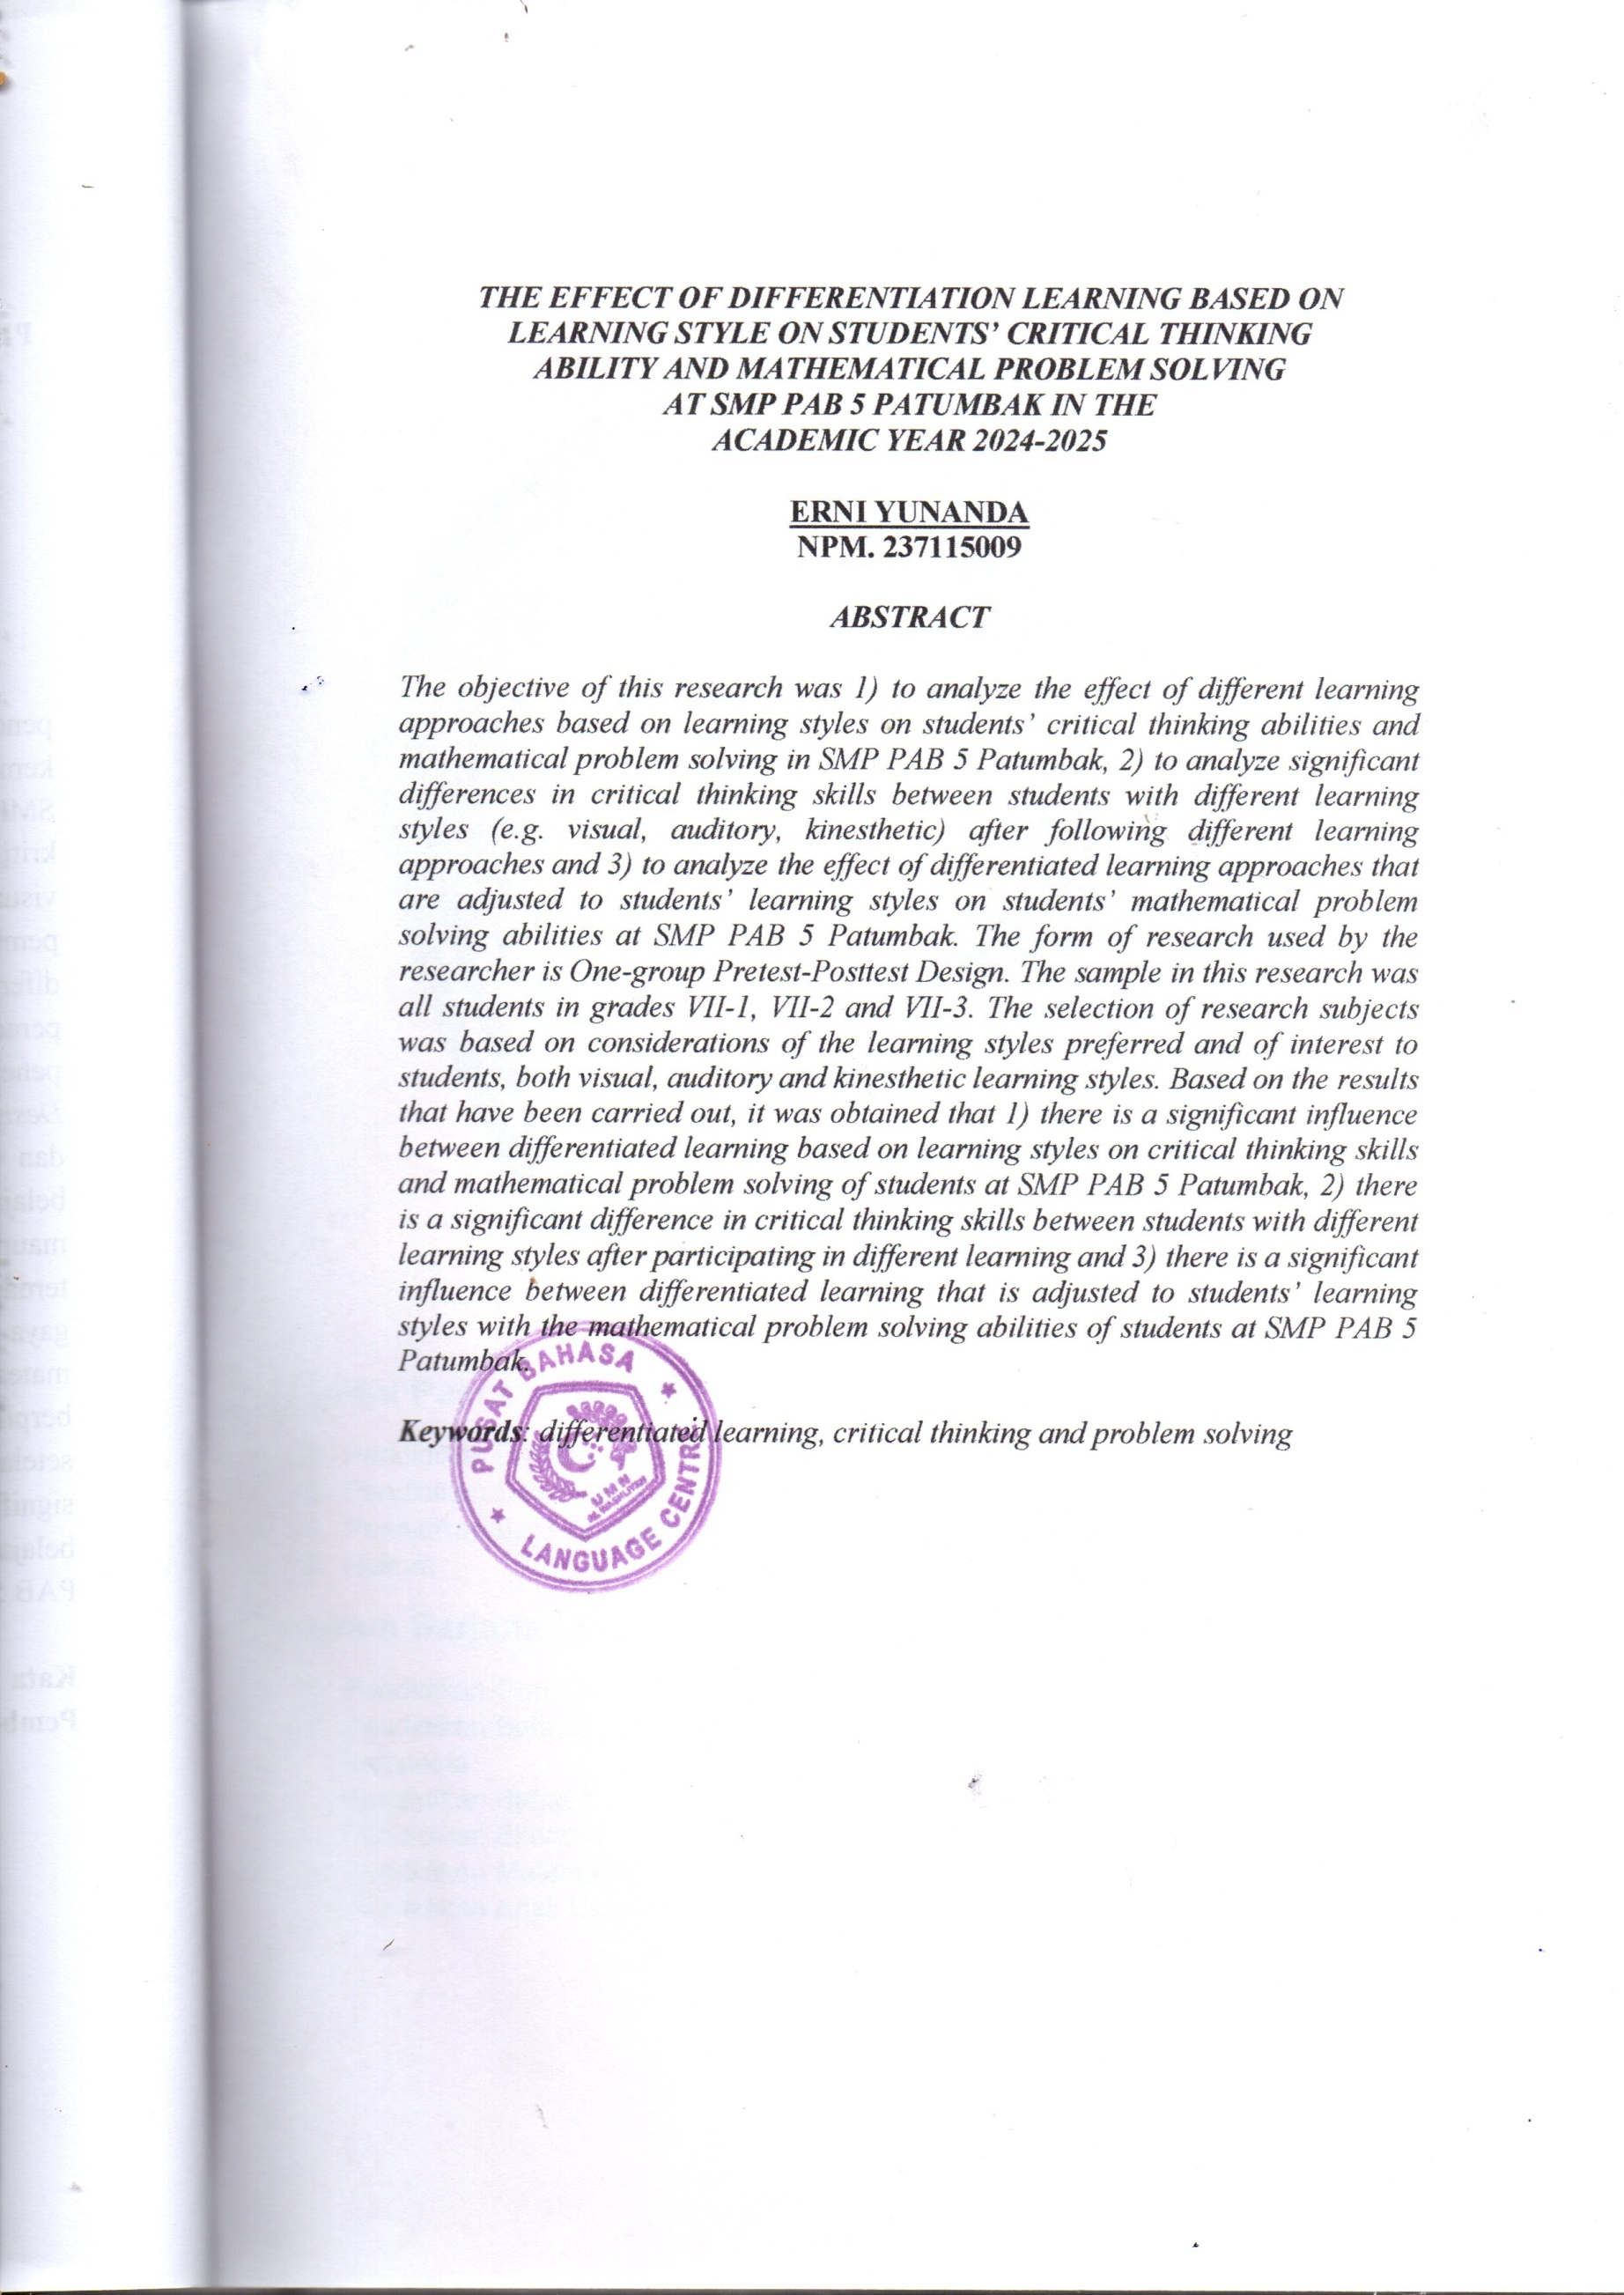 THE EFFECT OF DIFFERENTIATION LEARNING BASED ON
LEARNING STYLE ON STUDENTS' CRITICAL THINKING
ABILITY AND MATHEMATICAL PROBLEM SOLVING
AT SMP PAB 5 PATUMBAK IN THE
ACADEMIC YEAR 2024-2025
ERNI YUNANDA
NPM. 237115009
ABSTRACT
The objective of this research was 1) to analyze the effect of different learning
approaches based on learning styles on students' critical thinking abilities and
mathematical problem solving in SMP PAB 5 Patumbak, 2) to analyze significant
differences in critical thinking skills between students with different learning
styles (e.g. visual, auditory, kinesthetic) after following different learning
approaches and 3) to analyze the effect of differentiated learning approaches that
are adjusted to students' learning styles on students' mathematical problem
solving abilities at SMP PAB 5 Patumbak. The form of research used by the
researcher is One-group Pretest-Posttest Design. The sample in this research was
all students in grades VII-1, VII-2 and VII-3. The selection of research subjects
was based on considerations of the learning styles preferred and of interest to
students, both visual, auditory and kinesthetic learning styles. Based on the results
that have been carried out, it was obtained that 1) there is a significant influence
between differentiated learning based on learning styles on critical thinking skills
and mathematical problem solving of students at SMP PAB 5 Patumbak, 2) there
is a significant difference in critical thinking skills between students with different
learning styles after participating in different learning and 3) there is a significant
influence between differentiated learning that is adjusted to students' learning
styles with the mathematical problem solving abilities of students at SMP PAB 5
Patumbak.
Keywords: differentiated learning, critical thinking and problem solving
PUSAT BAHASA
UMN
AL WASHLIYAH
LANGUAGE CENTRE